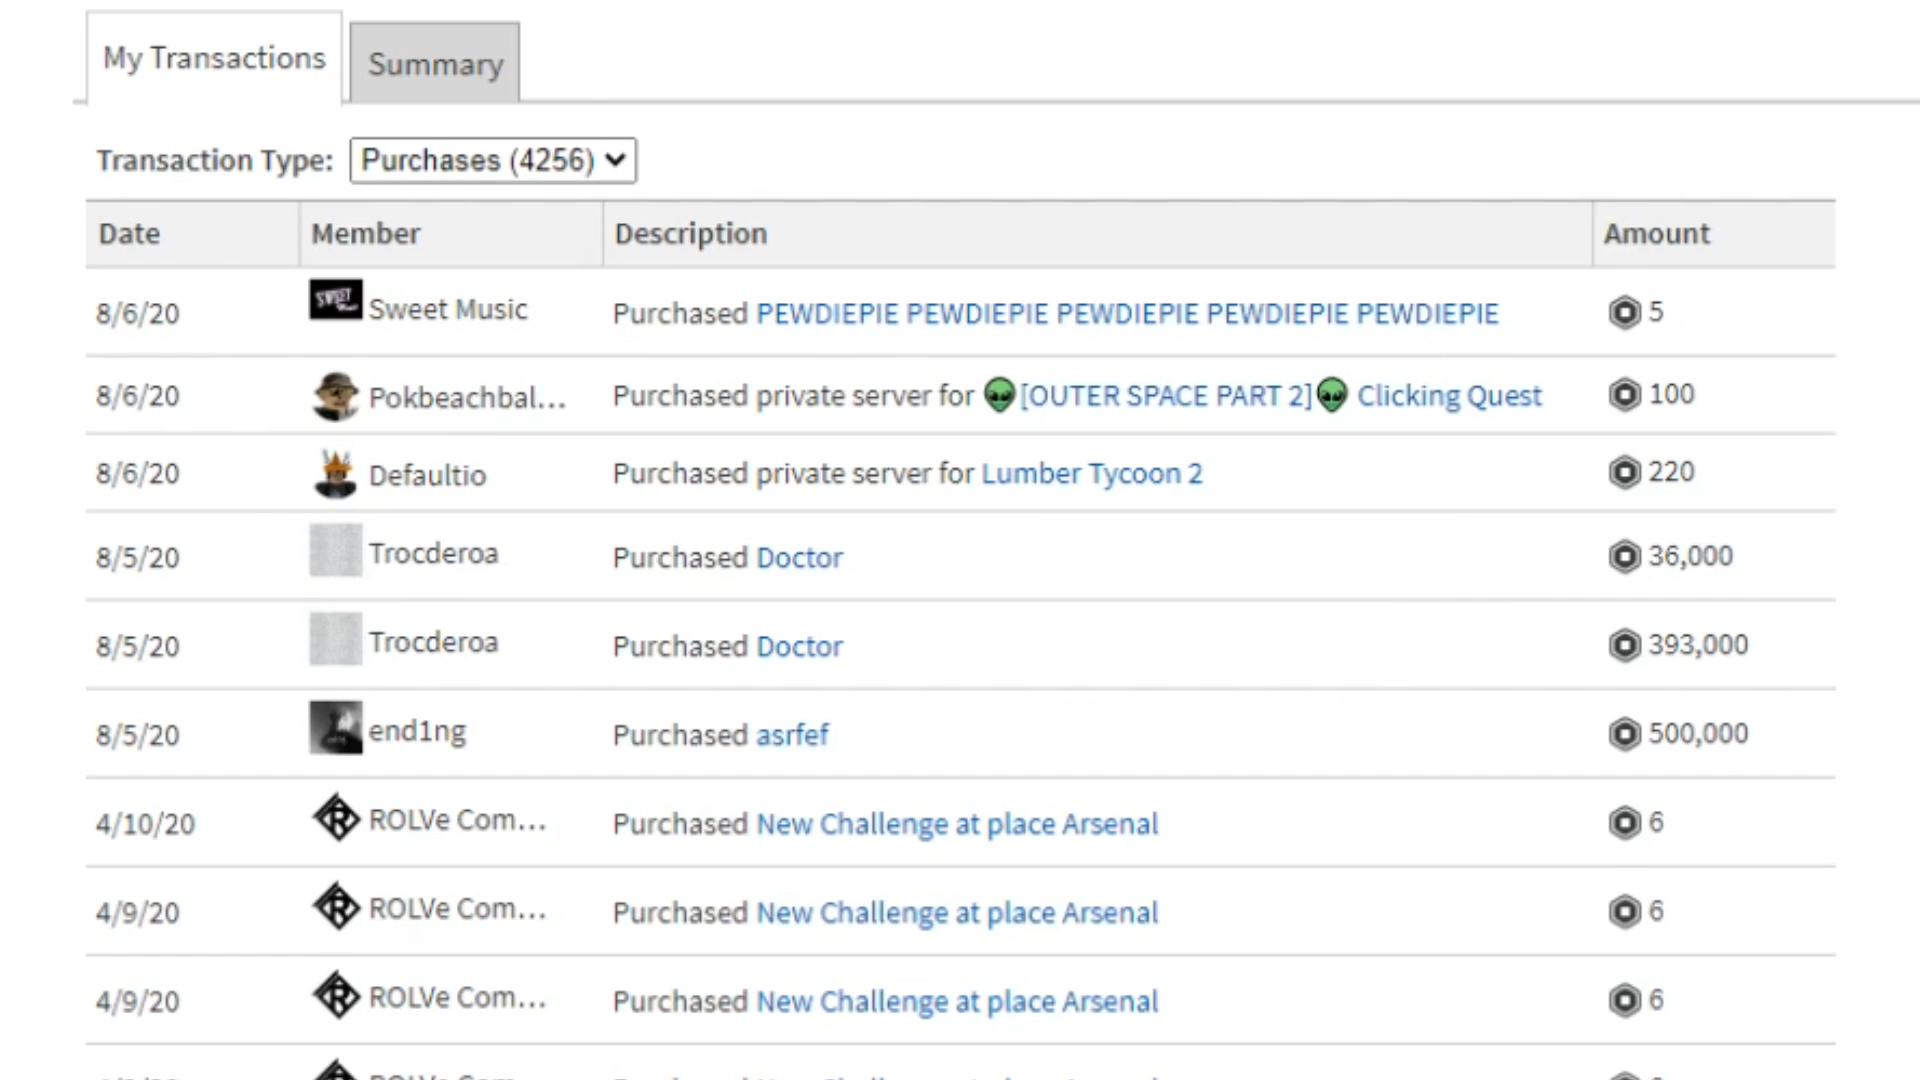 My Transactions
Summary
Transaction Type: Purchases (4256)
Date Member Description Amount
8/6/20 Sweet Music Purchased PEWDIEPIE PEWDIEPIE PEWDIEPIE PEWDIEPIE PEWDIEPIE 5
8/6/20 Pokbeachbal... Purchased private server for 👽[OUTER SPACE PART 2]👽 Clicking Quest 100
8/6/20 Defaultio Purchased private server for Lumber Tycoon 2 220
8/5/20 Trocderoa Purchased Doctor 36,000
8/5/20 Trocderoa Purchased Doctor 393,000
8/5/20 end1ng Purchased asrfef 500,000
4/10/20 ROLVe Com... Purchased New Challenge at place Arsenal 6
4/9/20 ROLVe Com... Purchased New Challenge at place Arsenal 6
4/9/20 ROLVe Com... Purchased New Challenge at place Arsenal 6